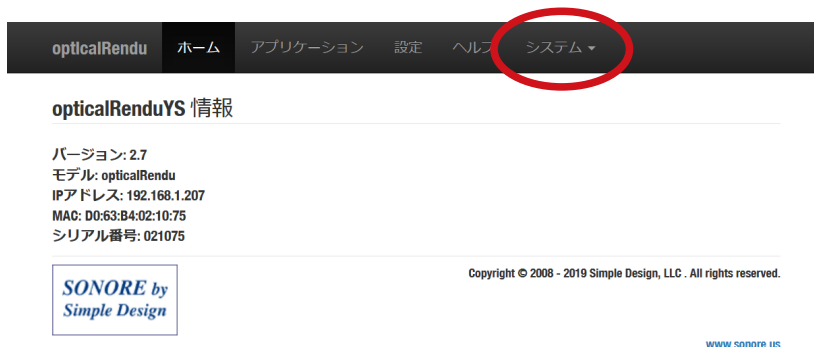 opticalRendu ホーム アプリケーション 設定 ヘルプ システム
opticalRenduYS 情報
バージョン: 2.7
モデル: opticalRendu
IPアドレス: 192.168.1.207
MAC: D0:63:B4:02:10:75
シリアル番号: 021075
SONORE by
Simple Design
Copyright © 2008 - 2019 Simple Design, LLC . All rights reserved.
www.sonore.us